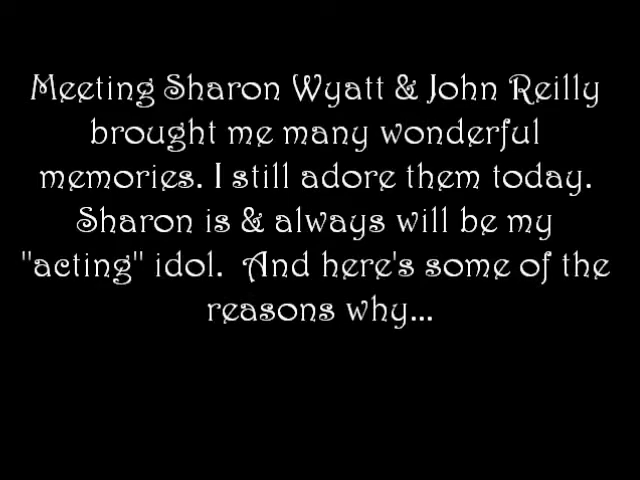 Meeting Sharon Wyatt & John Reilly
brought me many wonderful
memories. I still adore them today.
Sharon is & always will be my
"acting" idol.  And here's some of the
reasons why...